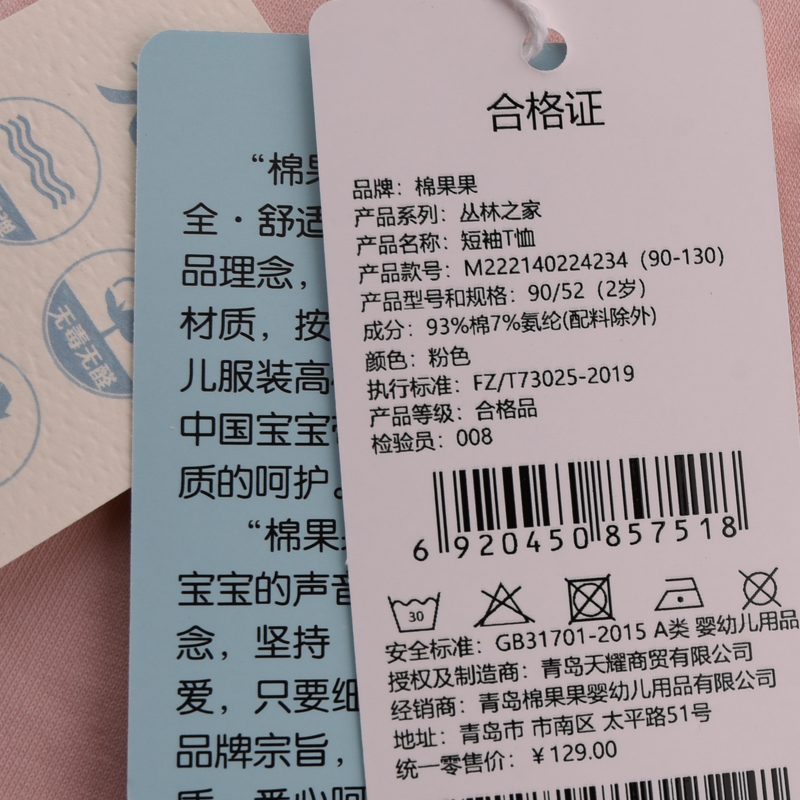 合格证
品牌：棉果果
产品系列：丛林之家
产品名称：短袖T恤
产品款号：M222140224234（90-130）
产品型号和规格：90/52（2岁）
成分：93%棉7%氨纶(配料除外)
颜色：粉色
执行标准：FZ/T73025-2019
产品等级：合格品
检验员：008
6 920450 857518
30
安全标准：GB31701-2015 A类 婴幼儿用品
授权及制造商：青岛天耀商贸有限公司
经销商：青岛棉果果婴幼儿用品有限公司
地址：青岛市 市南区 太平路51号
统一零售价：￥129.00
“棉果
全·舒适
品理念，
材质，按
儿服装高
中国宝宝
质的呵护。
“棉果
宝宝的声音
念，坚持
爱，只要细
品牌宗旨，
无毒无醛